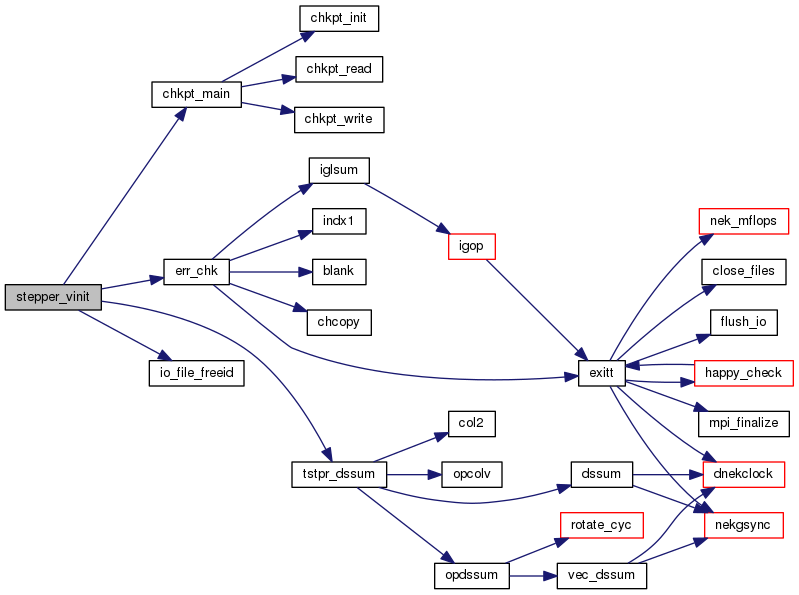 chkpt_init
chkpt_read
chkpt_main
chkpt_write
iglsum
indx1
nek_mflops
igop
err_chk
blank
close_files
stepper_vinit
chcopy
flush_io
io_file_freeid
exitt
happy_check
col2
mpi_finalize
tstpr_dssum
opcolv
dssum
dnekclock
rotate_cyc
nekgsync
opdssum
vec_dssum